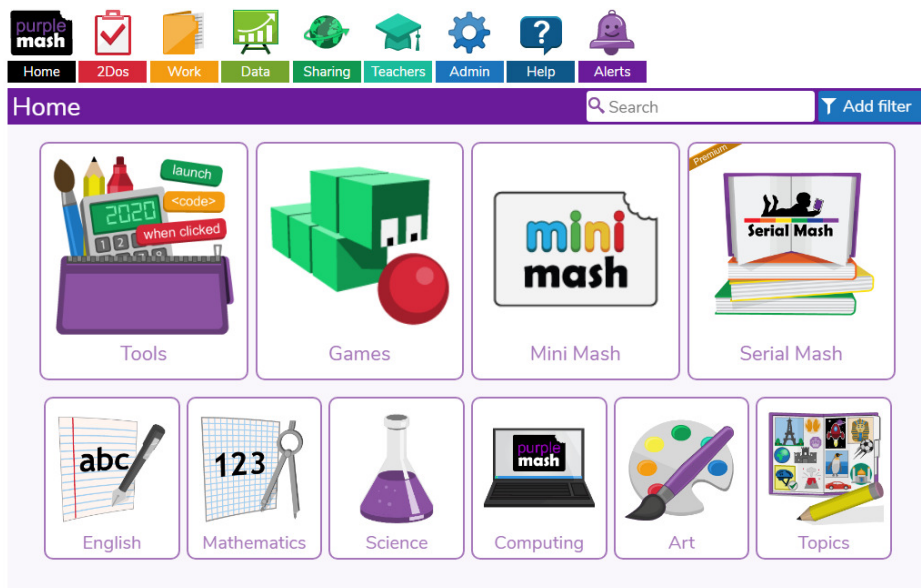 purple
mash
Home
2Dos
Work
Data
Sharing
Teachers
Admin
?
Help
Alerts
Home
Search
Add filter
launch
2020
<code>
1 2
when clicked
Tools
Games
mini
mash
Mini Mash
Premium
Serial Mash
Serial Mash
abc
English
123
Mathematics
Science
purple
mash
Computing
Art
Topics